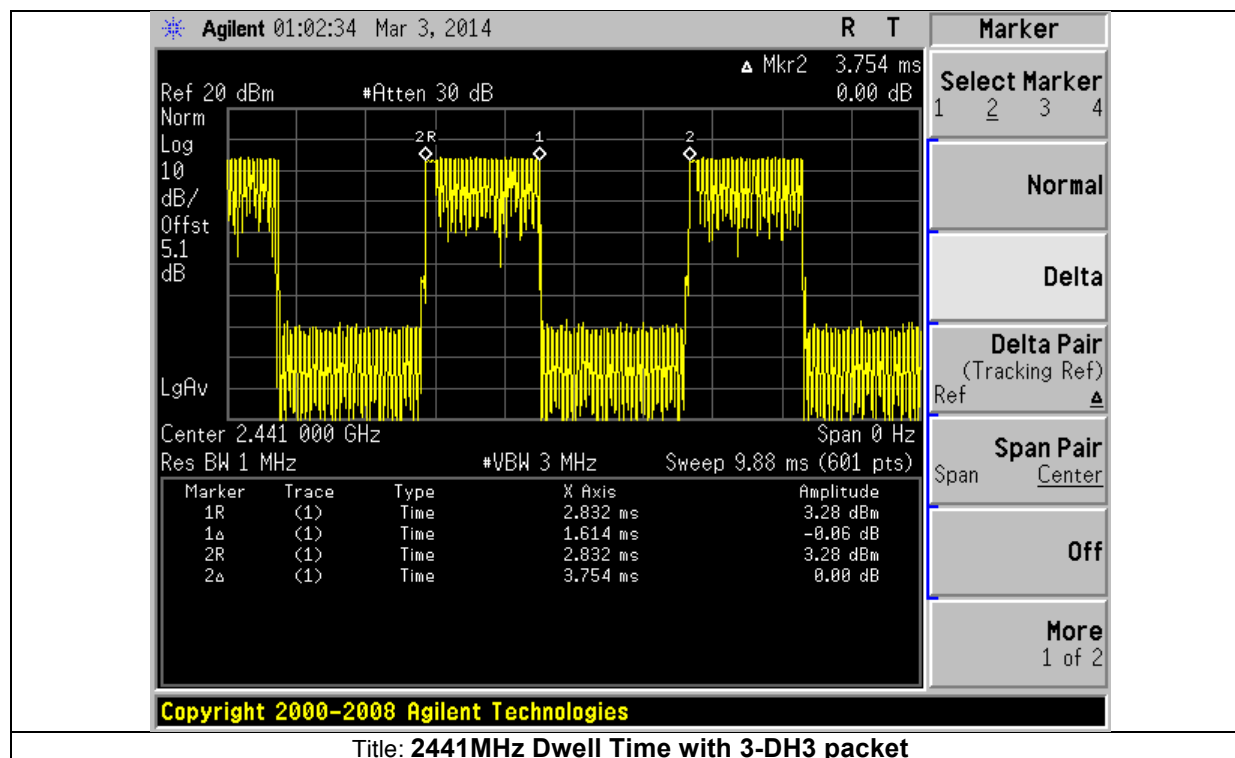 Agilent 01:02:34 Mar 3, 2014 R T
Marker
Δ Mkr2 3.754 ms
Ref 20 dBm #Atten 30 dB 0.00 dB
Norm
Log
10
dB/
Offst
5.1
dB
LgAv
2R 1 2
Center 2.441 000 GHz Span 0 Hz
Res BW 1 MHz #VBW 3 MHz Sweep 9.88 ms (601 pts)
Marker Trace Type X Axis Amplitude
1R (1) Time 2.832 ms 3.28 dBm
1Δ (1) Time 1.614 ms -0.06 dB
2R (1) Time 2.832 ms 3.28 dBm
2Δ (1) Time 3.754 ms 0.00 dB
Select Marker
1 2 3 4
Normal
Delta
Delta Pair
(Tracking Ref)
Ref Δ
Span Pair
Span Center
Off
More
1 of 2
Copyright 2000-2008 Agilent Technologies
Title: 2441MHz Dwell Time with 3-DH3 packet